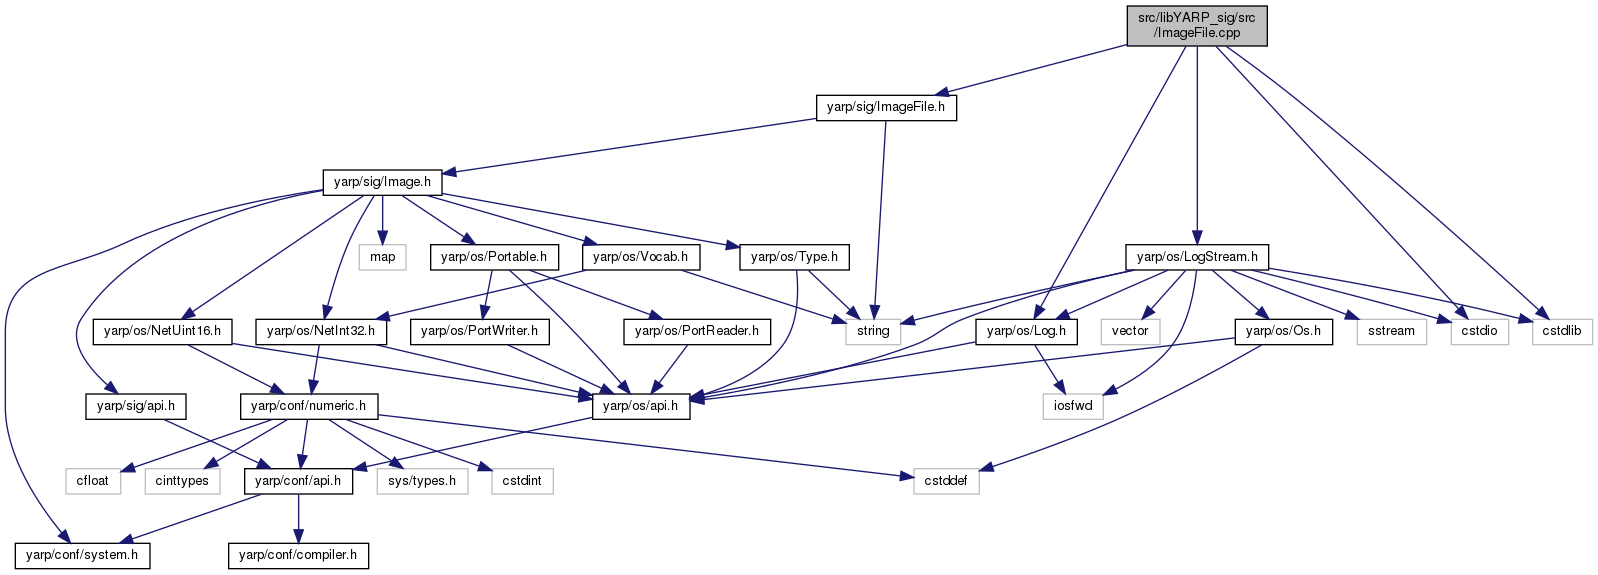 src/libYARP_sig/src
/ImageFile.cpp
yarp/sig/ImageFile.h
yarp/sig/Image.h
map
yarp/os/Portable.h
yarp/os/Vocab.h
yarp/os/Type.h
yarp/os/LogStream.h
yarp/os/NetUint16.h
yarp/os/NetInt32.h
yarp/os/PortWriter.h
yarp/os/PortReader.h
string
yarp/os/Log.h
vector
yarp/os/Os.h
sstream
cstdio
cstdlib
yarp/sig/api.h
yarp/conf/numeric.h
yarp/os/api.h
iosfwd
cfloat
cinttypes
yarp/conf/api.h
sys/types.h
cstdint
cstddef
yarp/conf/system.h
yarp/conf/compiler.h